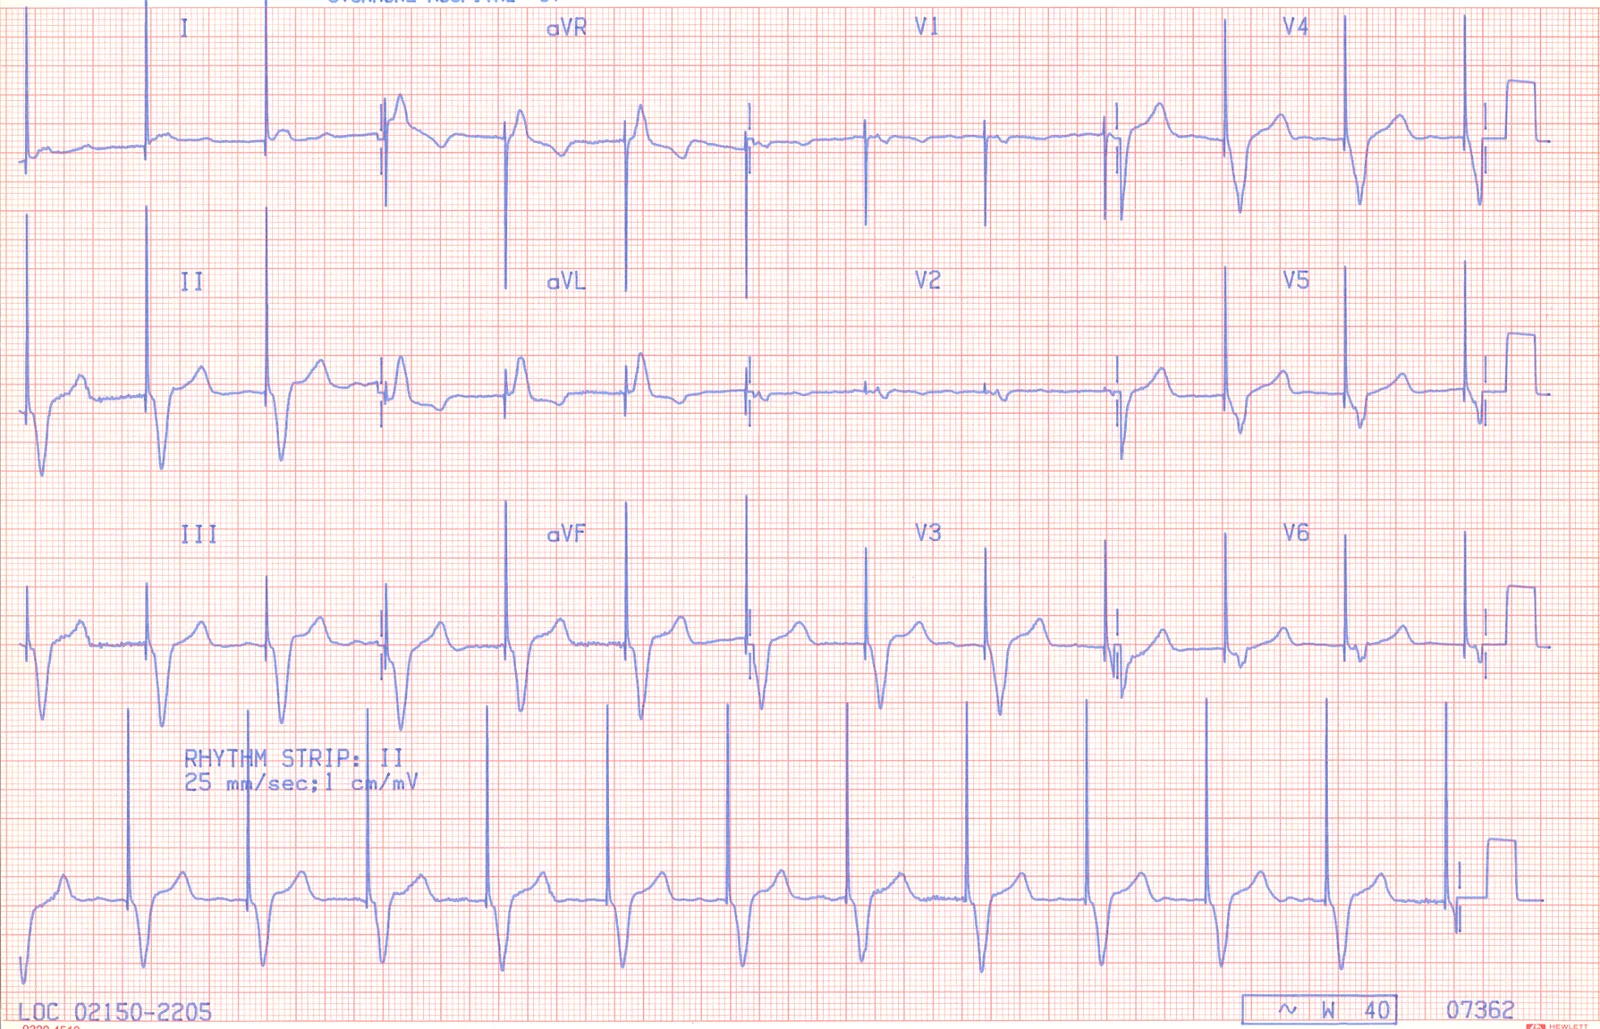 I aVR V1 V4
II aVL V2 V5
III aVF V3 V6
RHYTHM STRIP: II
25 mm/sec;1 cm/mV
LOC 02150-2205
~ W 40 07362
HEWLETT